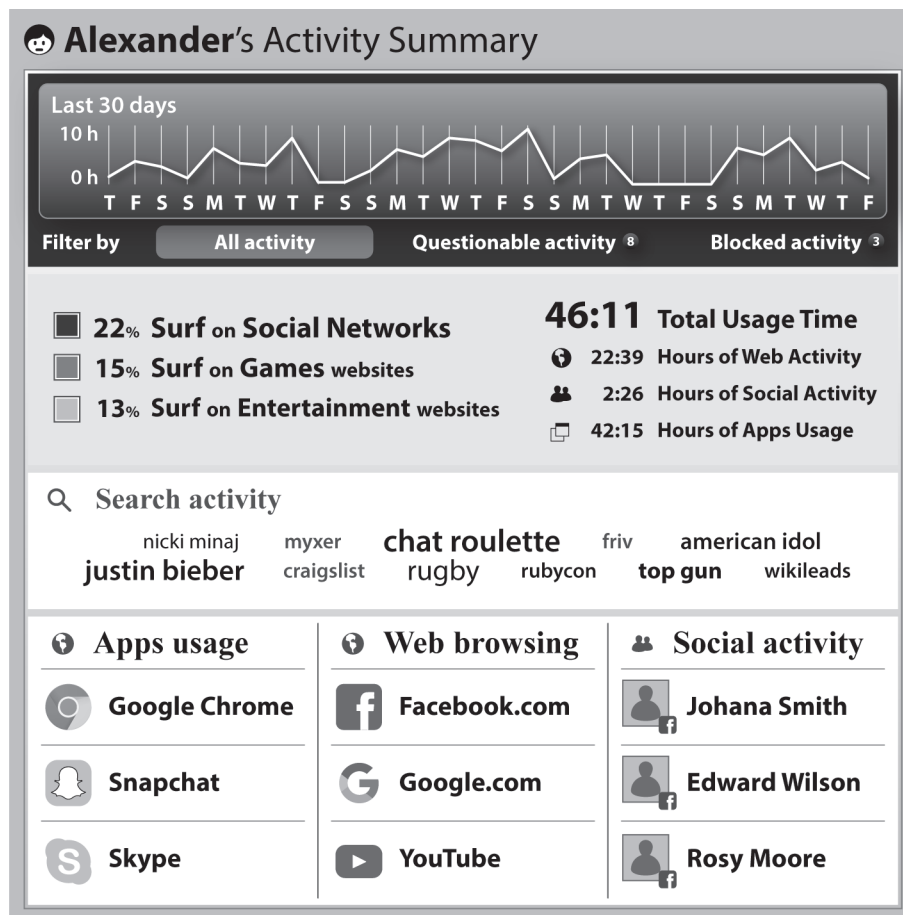 Alexander's Activity Summary
Last 30 days
10 h
0 h
T F S S M T W T F S S M T W T F S S M T W T F S S M T W T F
Filter by All activity Questionable activity 8 Blocked activity 3
22% Surf on Social Networks
15% Surf on Games websites
13% Surf on Entertainment websites
46:11 Total Usage Time
22:39 Hours of Web Activity
2:26 Hours of Social Activity
42:15 Hours of Apps Usage
Search activity
nicki minaj myxer chat roulette friv american idol
justin bieber craigslist rugby rubycon top gun wikileads
Apps usage
Google Chrome
Snapchat
Skype
Web browsing
Facebook.com
Google.com
YouTube
Social activity
Johana Smith
Edward Wilson
Rosy Moore